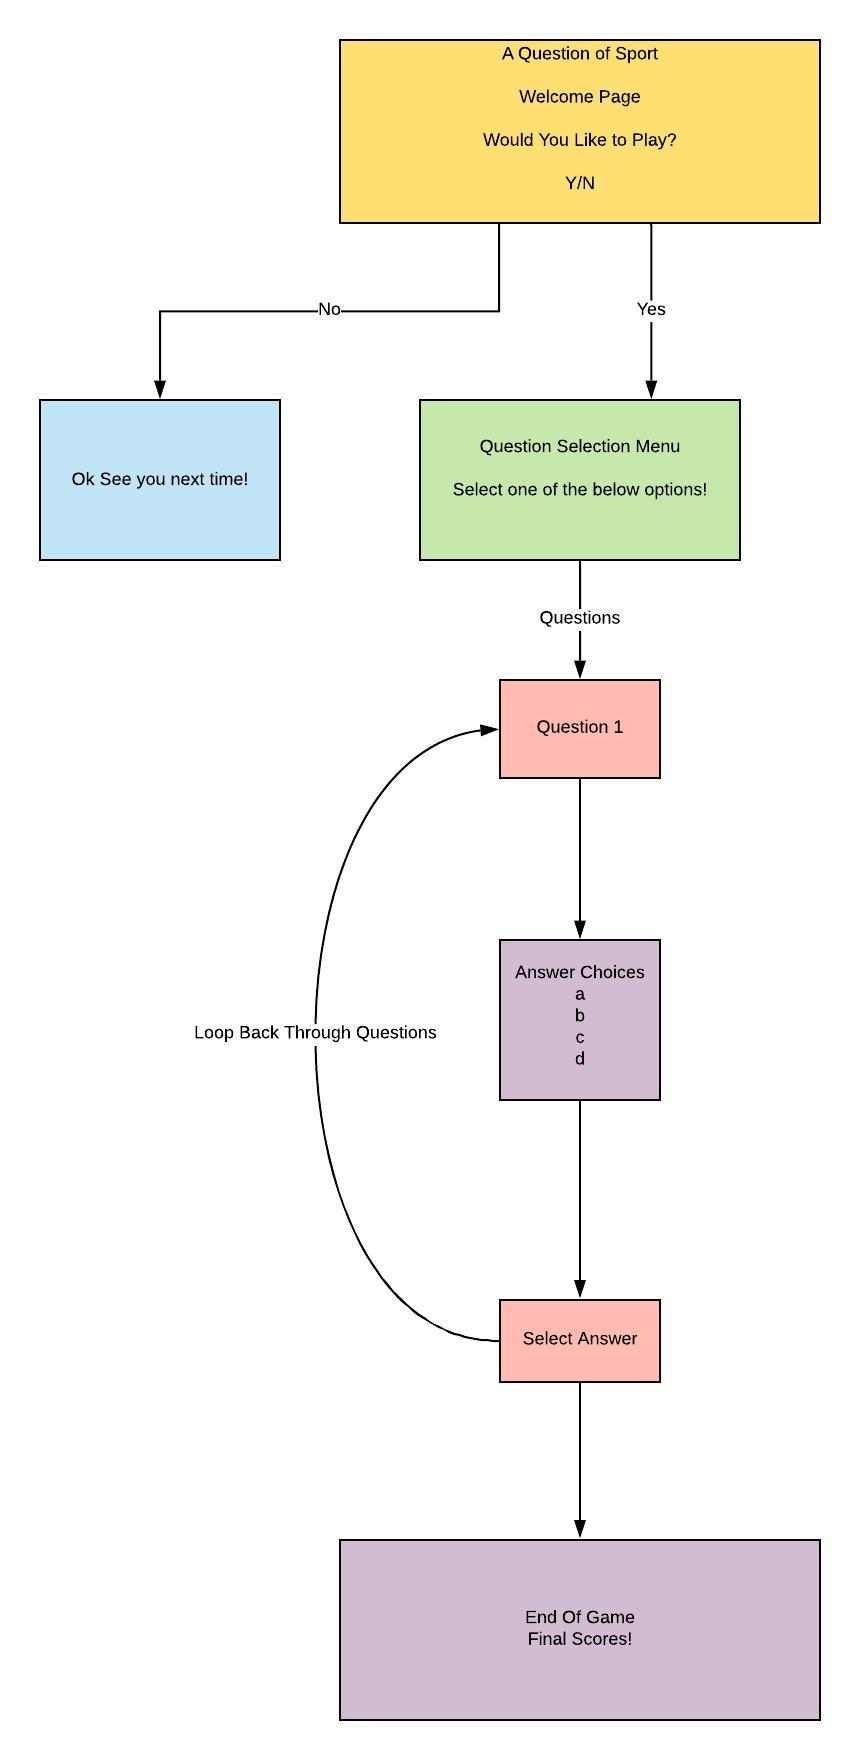 A Question of Sport
Welcome Page
Would You Like to Play?
Y/N
No
Yes
Ok See you next time!
Question Selection Menu
Select one of the below options!
Questions
Question 1
Answer Choices
a
b
c
d
Loop Back Through Questions
Select Answer
End Of Game
Final Scores!